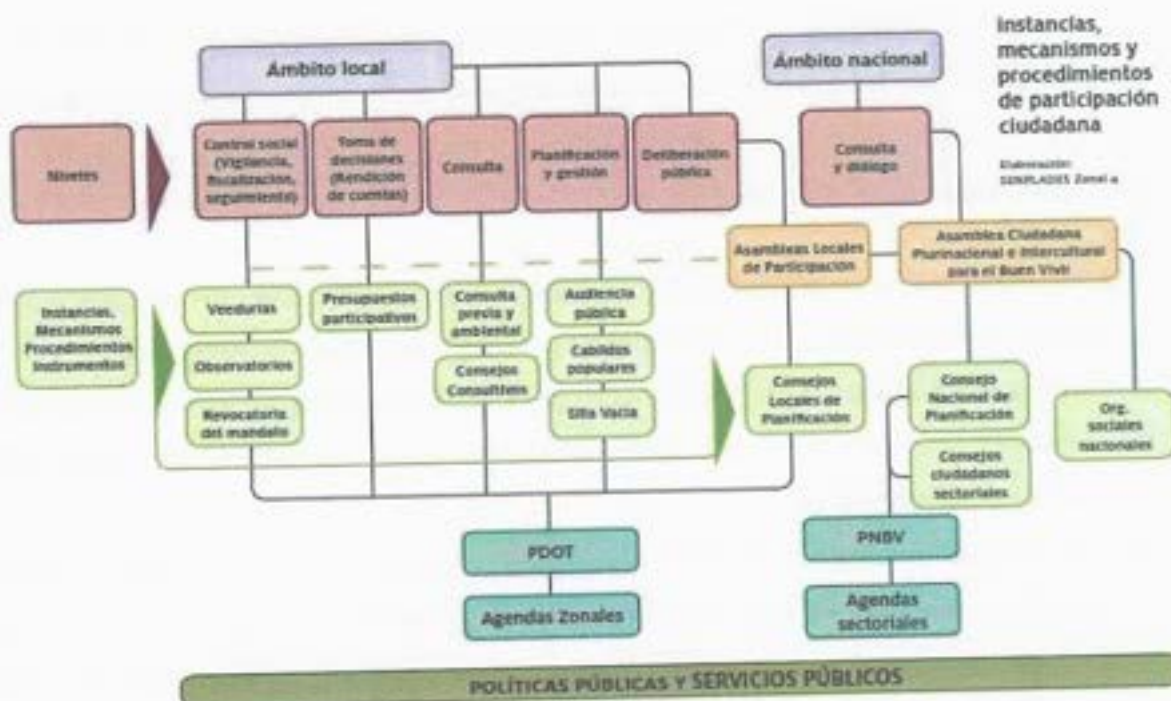 Instancias,
mecanismos y
procedimientos
de participación
ciudadana
Elaboración:
SENPLADES Zonal 4
Ámbito local
Ámbito nacional
Niveles
Control social
(Vigilancia,
fiscalización,
seguimiento)
Toma de
decisiones
(Rendición
de cuentas)
Consulta
Planificación
y gestión
Deliberación
pública
Consulta
y diálogo
Asambleas Locales
de Participación
Asamblea Ciudadana
Plurinacional e Intercultural
para el Buen Vivir
Instancias,
Mecanismos
Procedimientos
Instrumentos
Veedurías
Observatorios
Revocatoria
del mandato
Presupuestos
participativos
Consulta
previa y
ambiental
Consejos
Consultivos
Audiencia
pública
Cabildos
populares
Silla Vacía
Consejos
Locales de
Planificación
Consejo
Nacional de
Planificación
Consejos
ciudadanos
sectoriales
Org.
sociales
nacionales
PDOT
Agendas Zonales
PNBV
Agendas
sectoriales
POLÍTICAS PÚBLICAS Y SERVICIOS PÚBLICOS